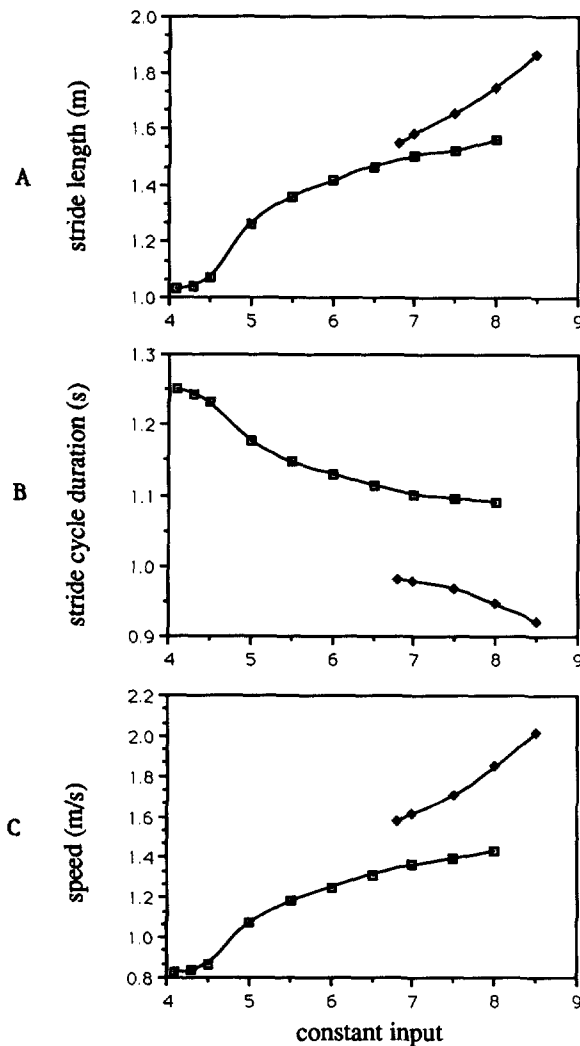 A
stride length (m)
2.0
1.8
1.6
1.4
1.2
1.0
4 5 6 7 8 9
B
stride cycle duration (s)
1.3
1.2
1.1
1.0
0.9
4 5 6 7 8 9
C
speed (m/s)
2.2
2.0
1.8
1.6
1.4
1.2
1.0
0.8
4 5 6 7 8 9
constant input